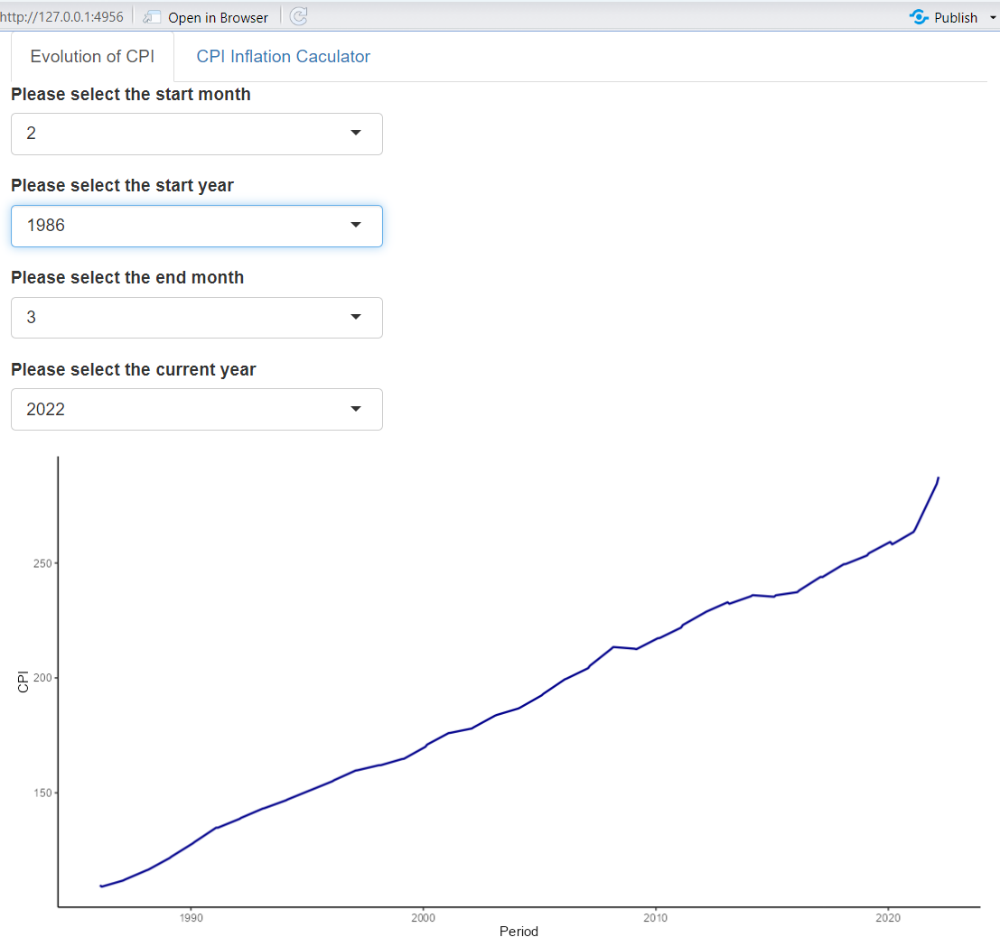 http://127.0.0.1:4956 Open in Browser Publish
Evolution of CPI CPI Inflation Caculator
Please select the start month
2
Please select the start year
1986
Please select the end month
3
Please select the current year
2022
250
200
150
CPI
1990 2000 2010 2020
Period